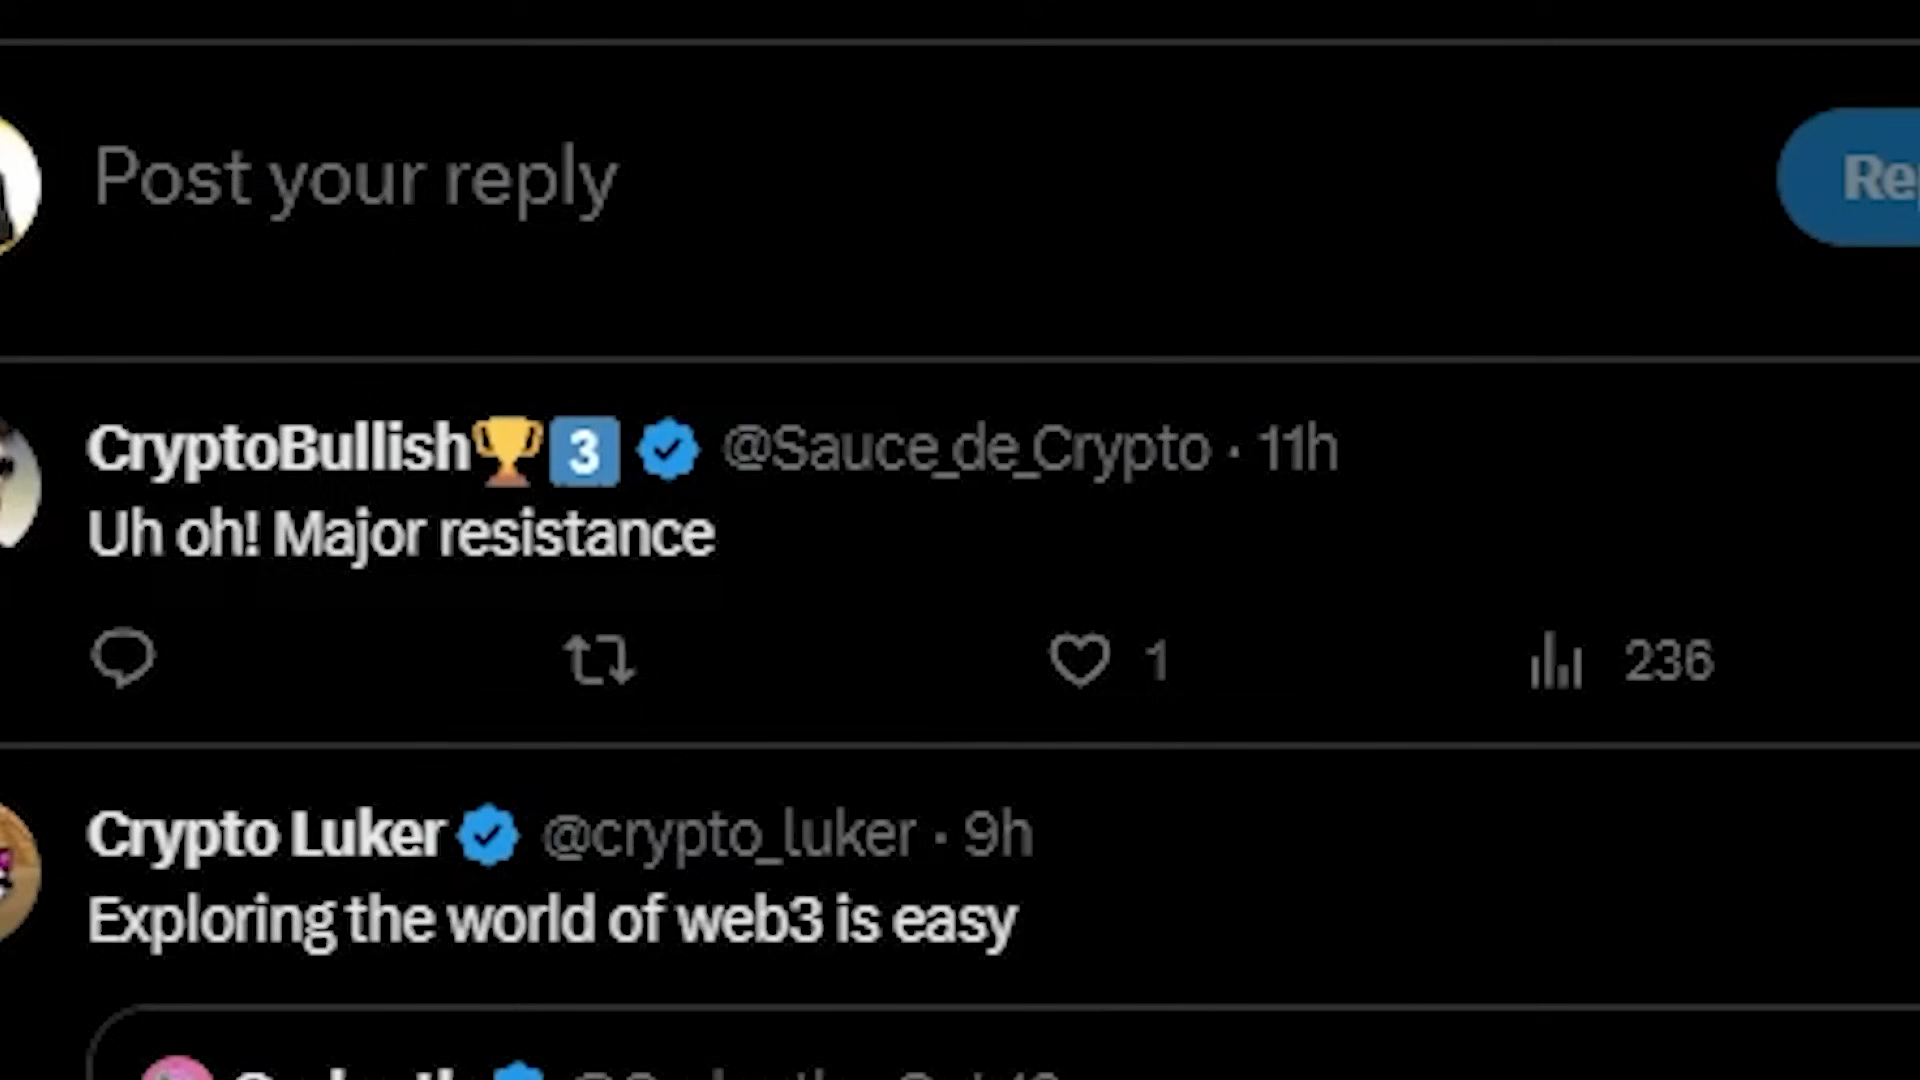 Post your reply
CryptoBullish🏆3️⃣ @Sauce_de_Crypto · 11h
Uh oh! Major resistance
1 236
Crypto Luker @crypto_luker · 9h
Exploring the world of web3 is easy